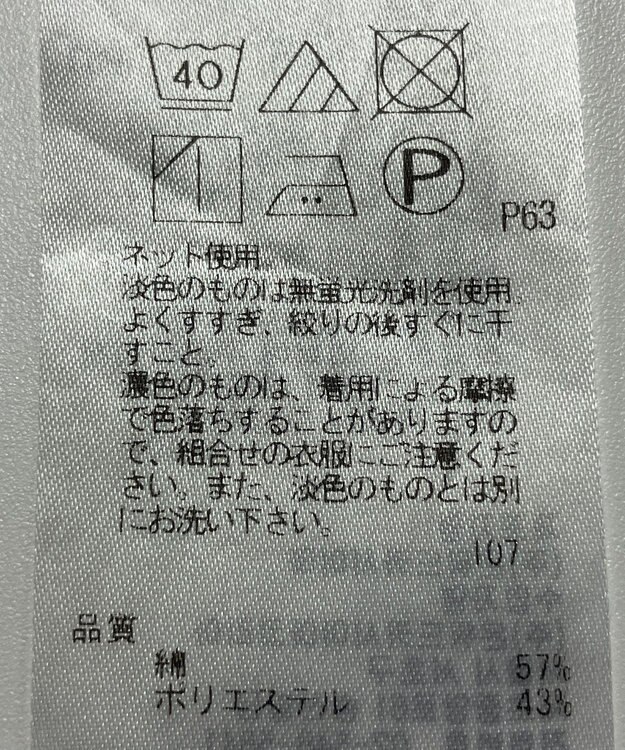 40
P
P63
ネット使用
淡色のものは無蛍光洗剤を使用
よくすすぎ、絞りの後すぐに干
すこと。
濃色のものは、着用による摩擦
で色落ちすることがありますの
で、組合せの衣服にご注意くだ
さい。また、淡色のものとは別
にお洗い下さい。
107
品質
綿 57%
ポリエステル 43%